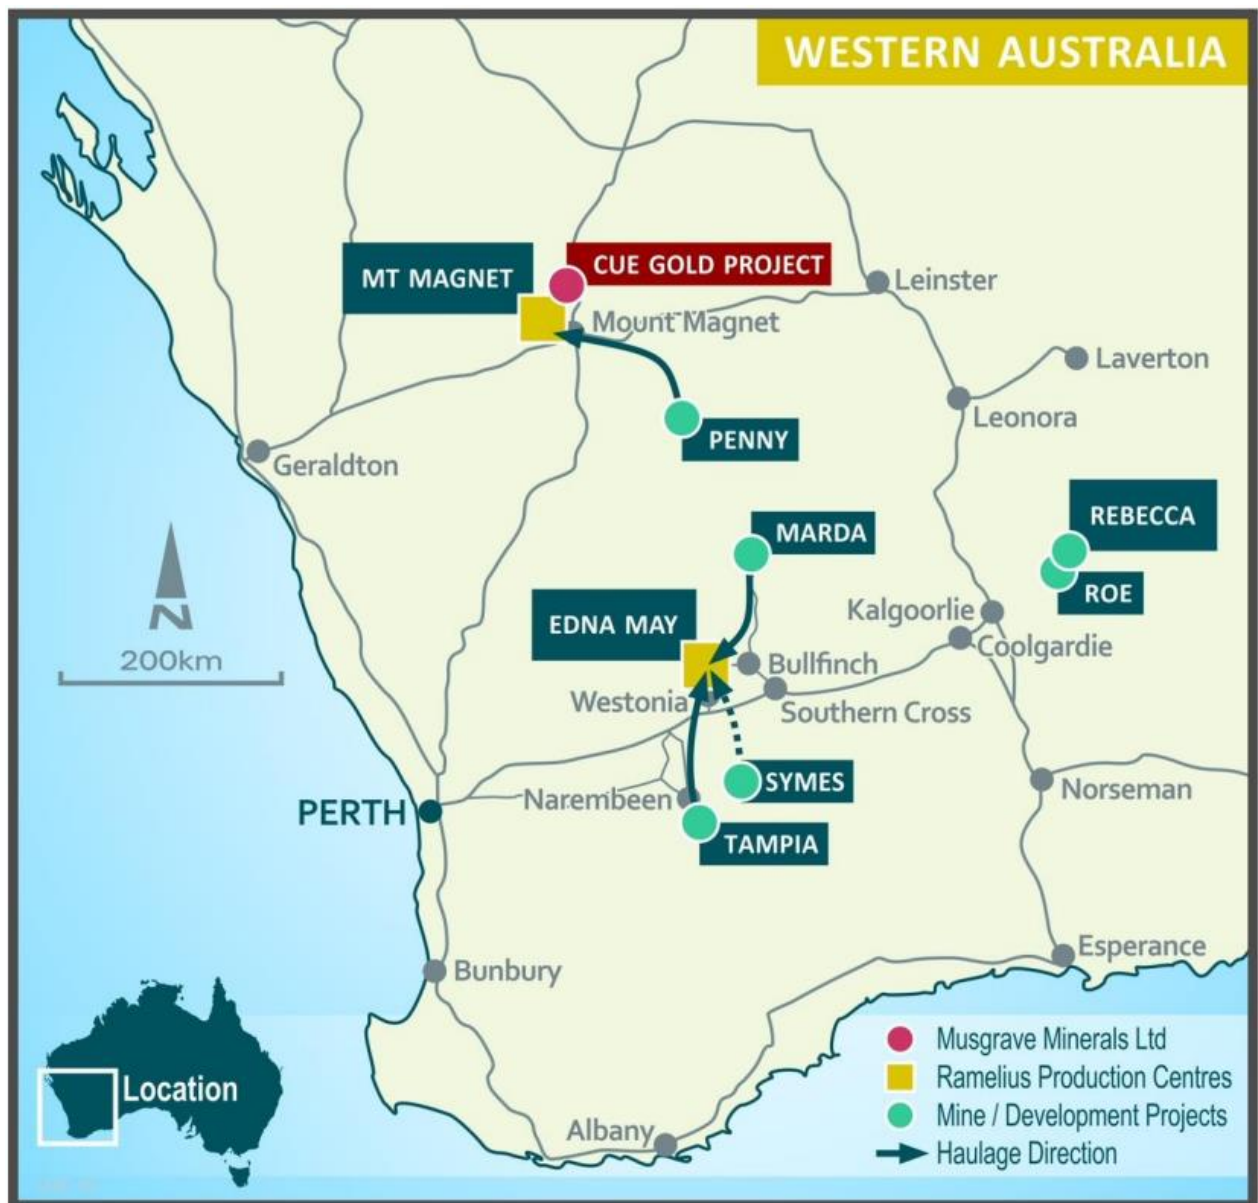 WESTERN AUSTRALIA
MT MAGNET
CUE GOLD PROJECT
Leinster
Mount Magnet
Laverton
Leonora
PENNY
Geraldton
REBECCA
MARDA
ROE
Kalgoorlie
EDNA MAY
Coolgardie
N
200km
Bullfinch
Westonia
Southern Cross
SYMES
Norseman
Narembeen
PERTH
TAMPIA
Esperance
Bunbury
Musgrave Minerals Ltd
Ramelius Production Centres
Location
Mine / Development Projects
Albany
Haulage Direction